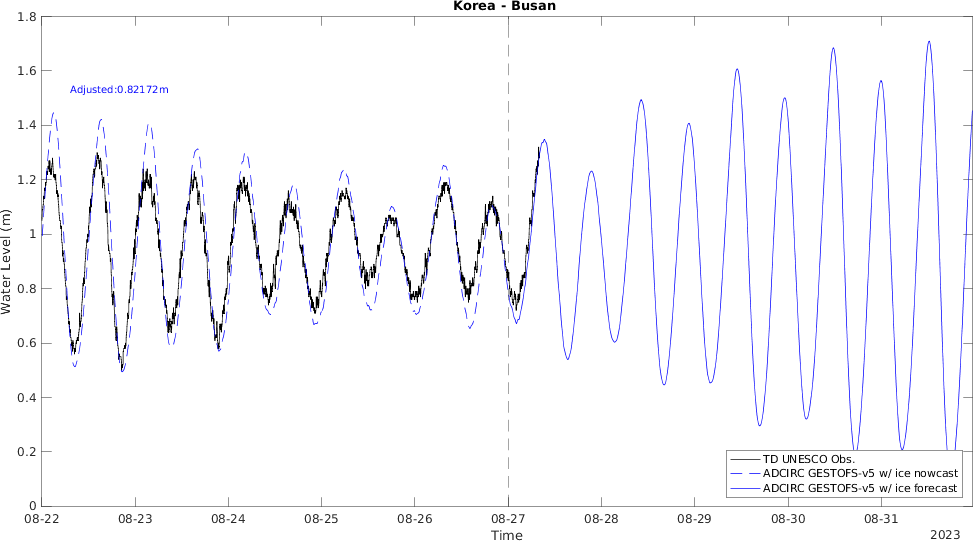 Korea - Busan
1.8
1.6
1.4
1.2
1
0.8
0.6
0.4
0.2
0
Water Level (m)
Adjusted:0.82172m
TD UNESCO Obs.
ADCIRC GESTOFS-v5 w/ ice nowcast
ADCIRC GESTOFS-v5 w/ ice forecast
08-22 08-23 08-24 08-25 08-26 08-27 08-28 08-29 08-30 08-31
Time
2023